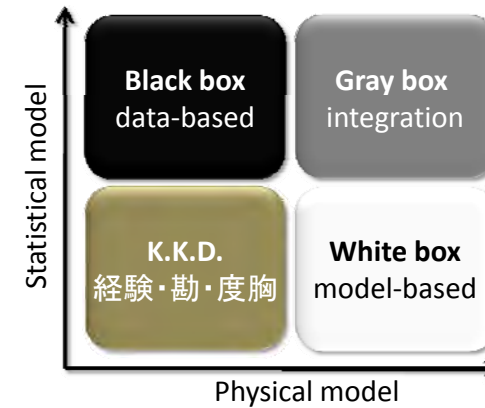 Statistical model
Black box
data-based
Gray box
integration
K.K.D.
経験・勘・度胸
White box
model-based
Physical model